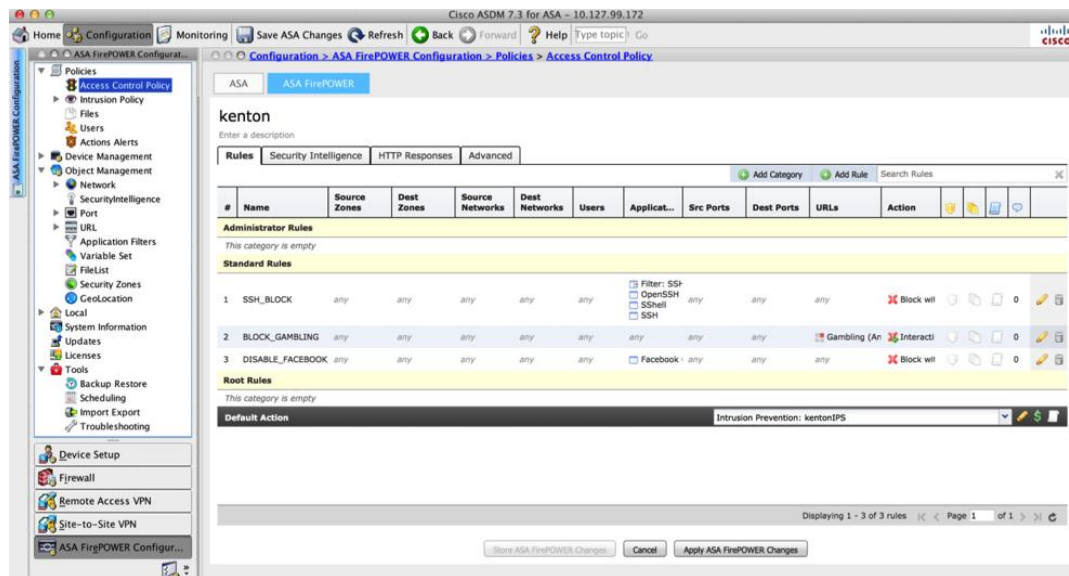 Cisco ASDM 7.3 for ASA - 10.127.99.172
Home Configuration Monitoring Save ASA Changes Refresh Back Forward Help Type topic Go
cisco
ASA FirePOWER Configurat...
Configuration > ASA FirePOWER Configuration > Policies > Access Control Policy
ASA FirePOWER Configuration
Policies
Access Control Policy
Intrusion Policy
Files
Users
Actions Alerts
Device Management
Object Management
Network
SecurityIntelligence
Port
URL
Application Filters
Variable Set
FileList
Security Zones
GeoLocation
Local
System Information
Updates
Licenses
Tools
Backup Restore
Scheduling
Import Export
Troubleshooting
Device Setup
Firewall
Remote Access VPN
Site-to-Site VPN
ASA FirePOWER Configur...
ASA ASA FirePOWER
kenton
Enter a description
Rules Security Intelligence HTTP Responses Advanced
Add Category Add Rule Search Rules
# Name Source Zones Dest Zones Source Networks Dest Networks Users Applicat... Src Ports Dest Ports URLs Action
Administrator Rules
This category is empty
Standard Rules
1 SSH_BLOCK any any any any any Filter: SSH OpenSSH SShell SSH any any any Block wit 0
2 BLOCK_GAMBLING any any any any any any any any Gambling (An Interacti 0
3 DISABLE_FACEBOOK any any any any any Facebook any any any Block wit 0
Root Rules
This category is empty
Default Action Intrusion Prevention: kentonIPS
Displaying 1 - 3 of 3 rules Page 1 of 1
Store ASA FirePOWER Changes Cancel Apply ASA FirePOWER Changes